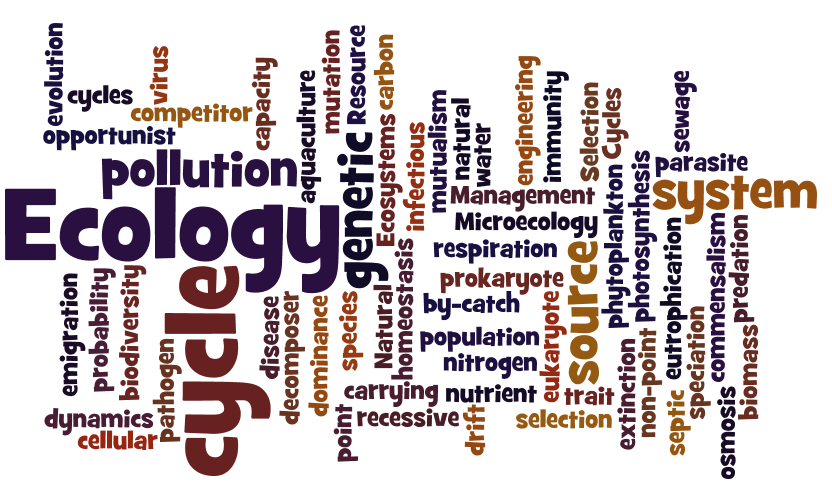 evolution
cycles
virus
competitor
opportunist
capacity
pollution
aquaculture
mutation
Resource
carbon
genetic
Ecosystems
infectious
mutualism
natural
water
engineering
immunity
Selection
Cycles
sewage
parasite
system
Management
Microecology
phytoplankton
photosynthesis
Ecology
cycle
emigration
probability
biodiversity
pathogen
dynamics
cellular
disease
decomposer
dominance
species
Natural
homeostasis
respiration
prokaryote
by-catch
population
nitrogen
eukaryote
source
carrying
nutrient
trait
point
recessive
drift
selection
extinction
non-point
eutrophication
septic
speciation
commensalism
predation
biomass
osmosis